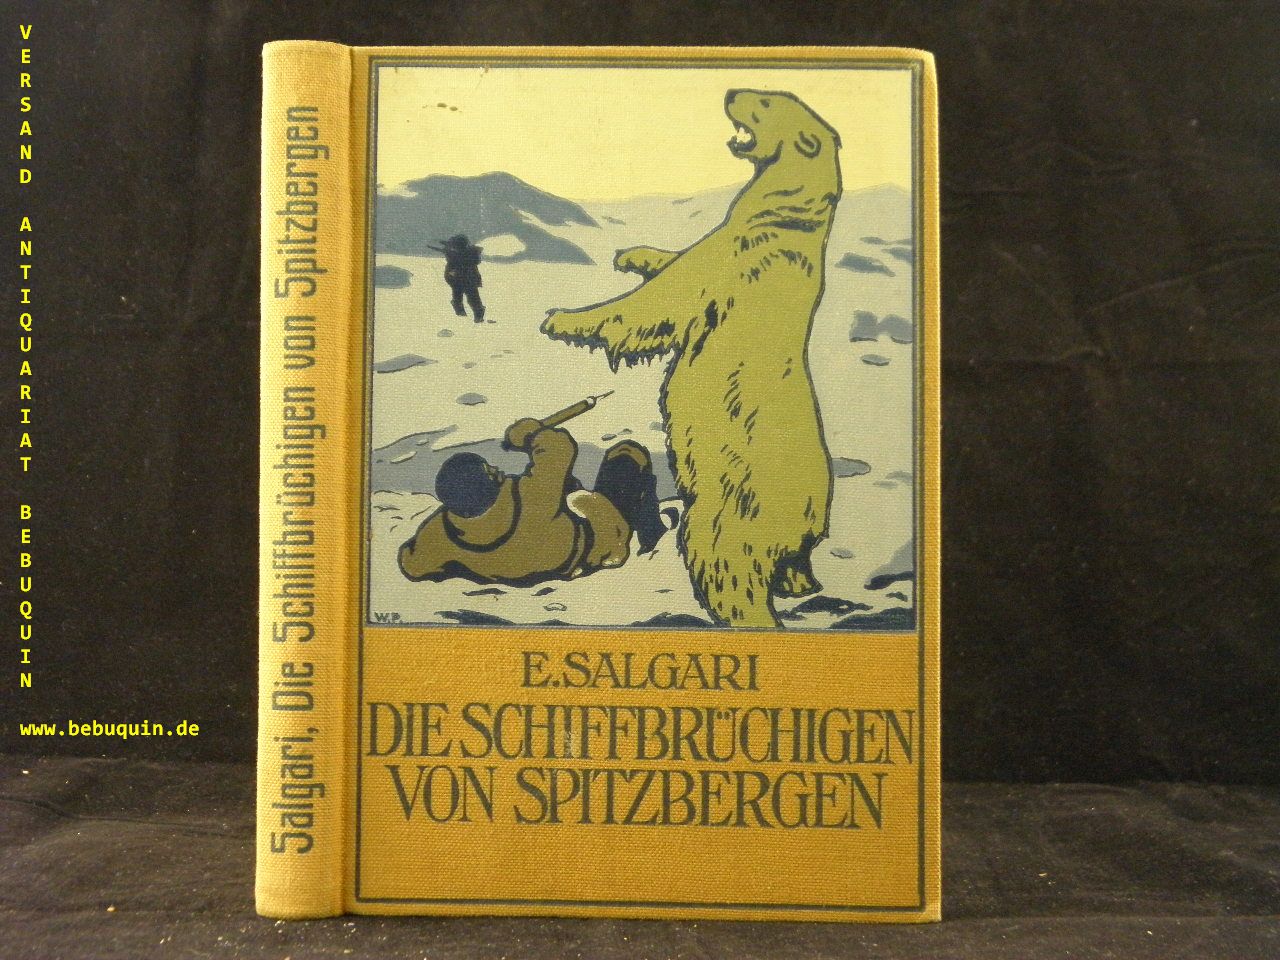 VERSAND ANTIQUARIAT BEBUQUIN
www.bebuquin.de
Salgari, Die Schiffbrüchigen von Spitzbergen
W.P.
E. SALGARI
DIE SCHIFFBRÜCHIGEN
VON SPITZBERGEN